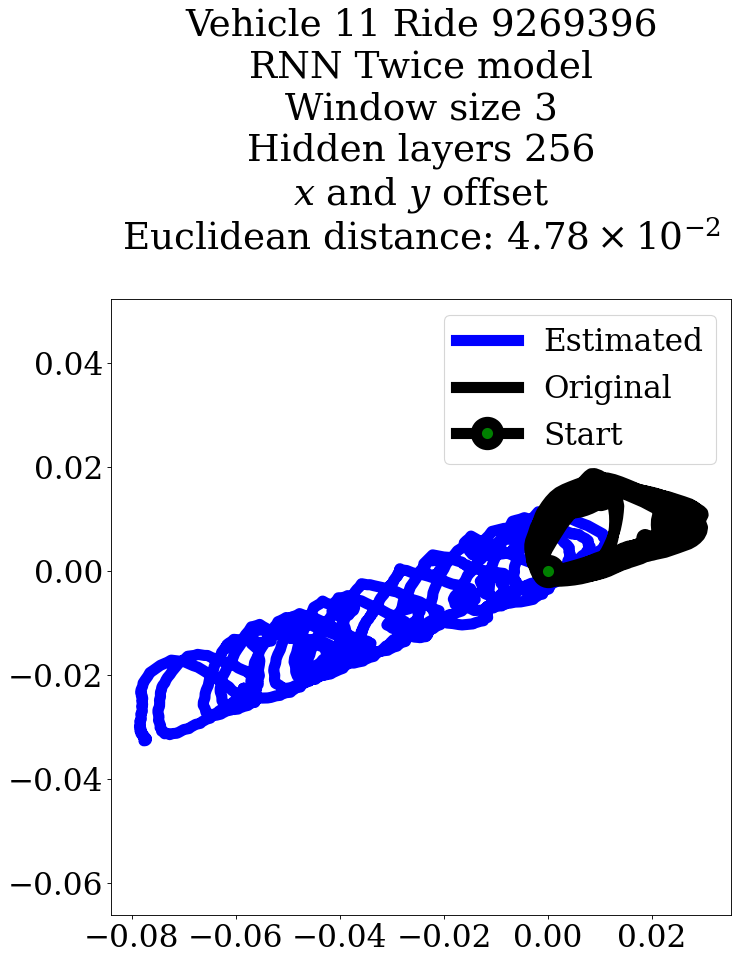 Vehicle 11 Ride 9269396
RNN Twice model
Window size 3
Hidden layers 256
x and y offset
Euclidean distance: 4.78 × 10⁻²
Estimated
Original
Start
0.04
0.02
0.00
−0.02
−0.04
−0.06
−0.08 −0.06 −0.04 −0.02 0.00 0.02